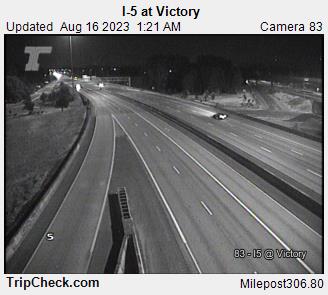 I-5 at Victory
Updated  Aug 16 2023  1:21 AM
Camera 83
T
S
83 - I5 @ Victory
TripCheck.com
Milepost306.80